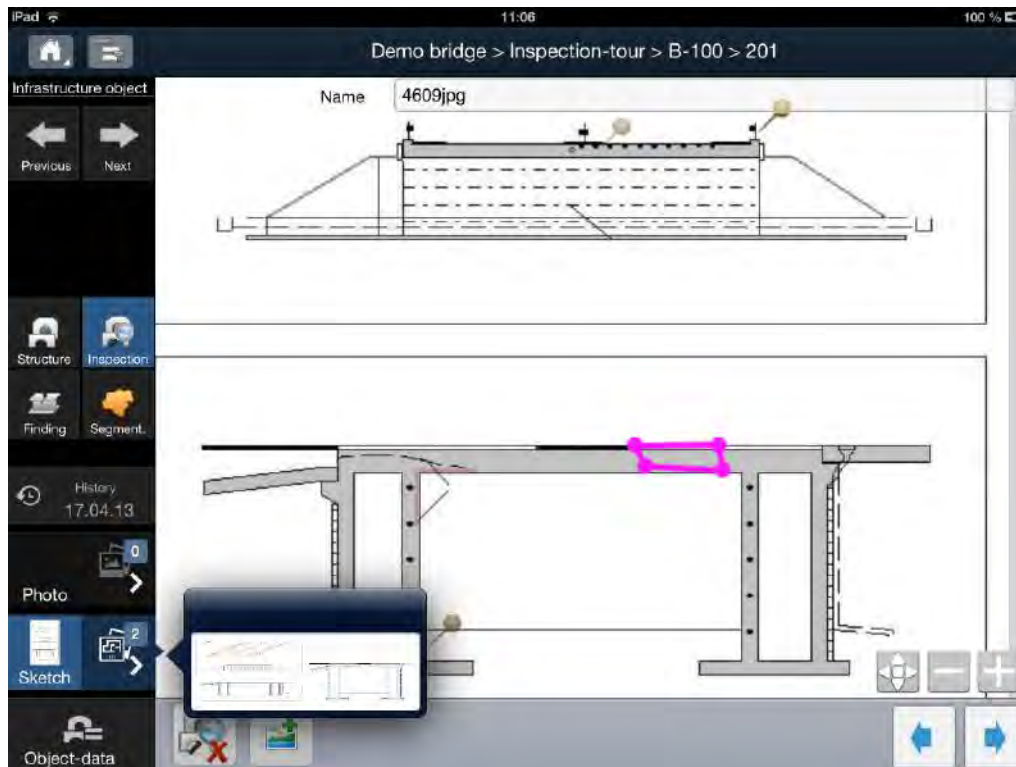 iPad 11:06 100 %
Demo bridge > Inspection-tour > B-100 > 201
Infrastructure object
Name 4609jpg
Previous Next
Structure Inspection
Finding Segment.
History
17.04.13
0
Photo
2
Sketch
Object-data